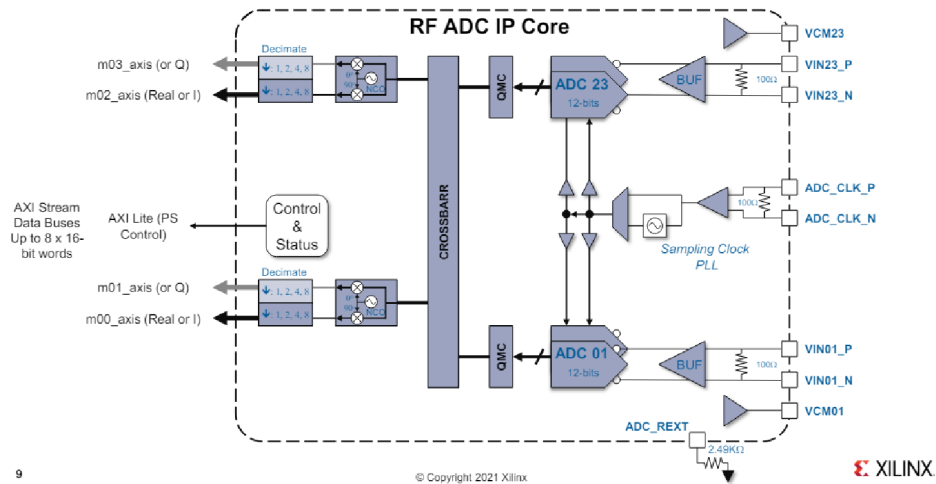 RF ADC IP Core
VCM23
Decimate
m03_axis (or Q)
: 1, 2, 4, 8
0°
90°
NCO
m02_axis (Real or I)
: 1, 2, 4, 8
QMC
ADC 23
12-bits
BUF
100Ω
VIN23_P
VIN23_N
CROSSBARR
AXI Stream
Data Buses
Up to 8 x 16-
bit words
AXI Lite (PS
Control)
Control
&
Status
100Ω
ADC_CLK_P
ADC_CLK_N
Sampling Clock
PLL
Decimate
m01_axis (or Q)
: 1, 2, 4, 8
0°
90°
NCO
m00_axis (Real or I)
: 1, 2, 4, 8
QMC
ADC 01
12-bits
BUF
100Ω
VIN01_P
VIN01_N
VCM01
ADC_REXT
2.49KΩ
9
© Copyright 2021 Xilinx
XILINX